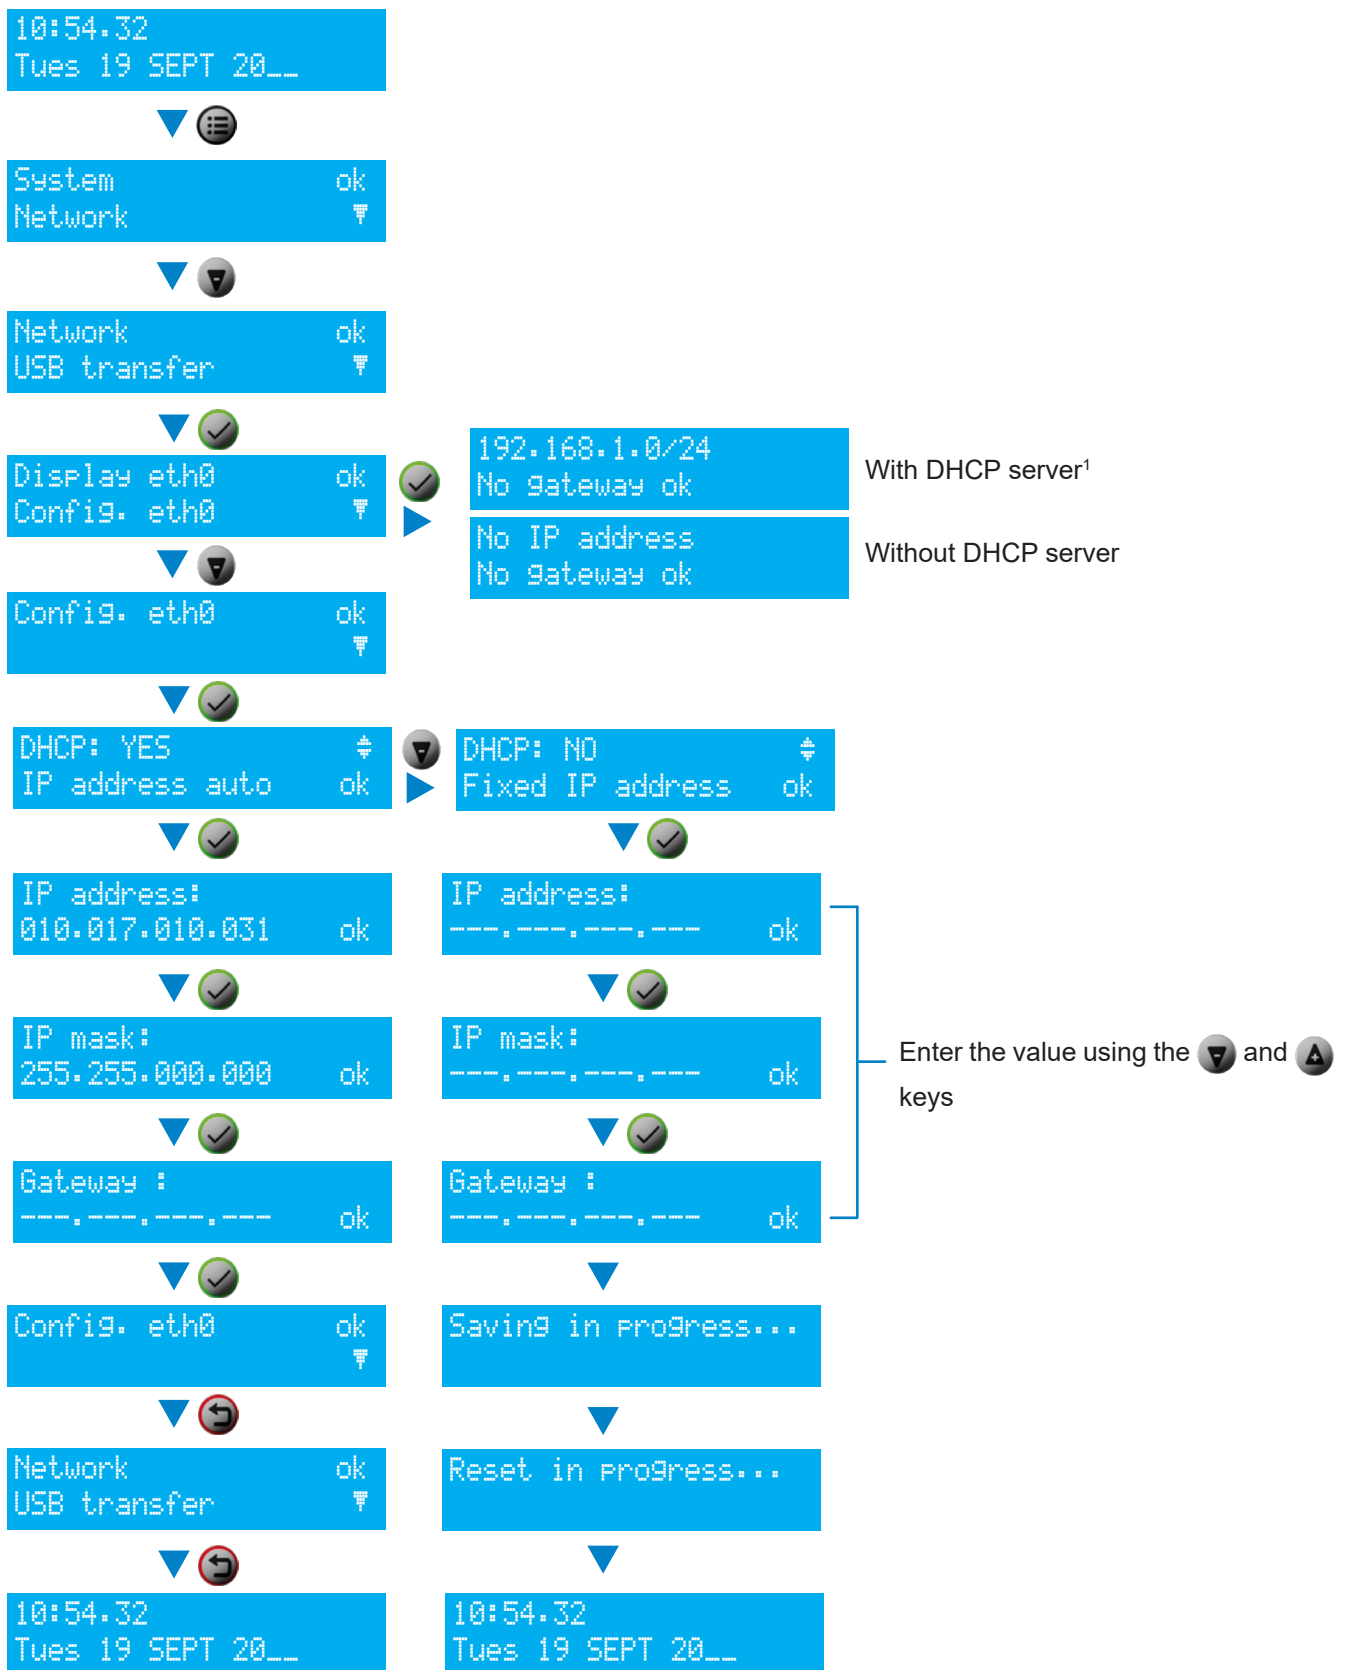 10:54.32
Tues 19 SEPT 20__
System ok
Network
Network ok
USB transfer
Display eth0 ok
Config. eth0
192.168.1.0/24
No gateway ok
With DHCP server1
No IP address
No gateway ok
Without DHCP server
Config. eth0 ok
DHCP: YES
IP address auto ok
DHCP: NO
Fixed IP address ok
IP address:
010.017.010.031 ok
IP address:
---.---.---.--- ok
IP mask:
255.255.000.000 ok
IP mask:
---.---.---.--- ok
Enter the value using the and
keys
Gateway :
---.---.---.--- ok
Gateway :
---.---.---.--- ok
Config. eth0 ok
Saving in progress...
Network ok
USB transfer
Reset in progress...
10:54.32
Tues 19 SEPT 20__
10:54.32
Tues 19 SEPT 20__